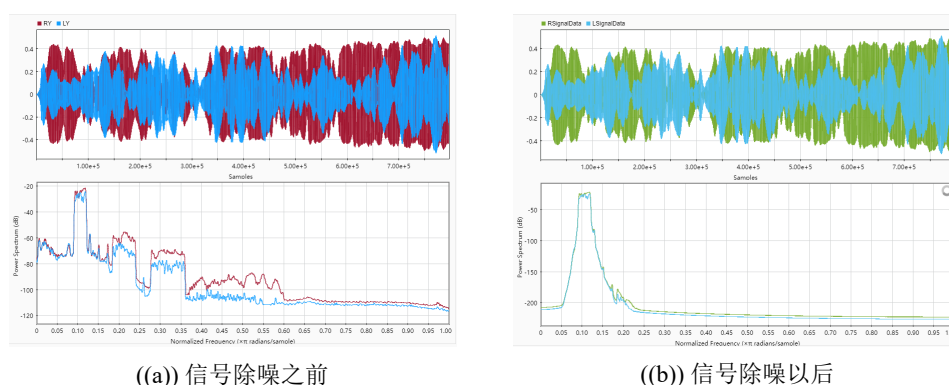 RY LY
0.4
0.2
0
-0.2
-0.4
1.00e+5 2.00e+5 3.00e+5 4.00e+5 5.00e+5 6.00e+5 7.00e+5
Samples
-20
-40
-60
-80
-100
-120
Power Spectrum (dB)
0 0.05 0.10 0.15 0.20 0.25 0.30 0.35 0.40 0.45 0.50 0.55 0.60 0.65 0.70 0.75 0.80 0.85 0.90 0.95 1.00
Normalized Frequency (×π radians/sample)
((a)) 信号除噪之前
RSignalData LSignalData
0.4
0.2
0
-0.2
-0.4
1.00e+5 2.00e+5 3.00e+5 4.00e+5 5.00e+5 6.00e+5 7.00e+5
Samples
-50
-100
-150
-200
Power Spectrum (dB)
0 0.05 0.10 0.15 0.20 0.25 0.30 0.35 0.40 0.45 0.50 0.55 0.60 0.65 0.70 0.75 0.80 0.85 0.90 0.95
Normalized Frequency (×π radians/sample)
((b)) 信号除噪以后